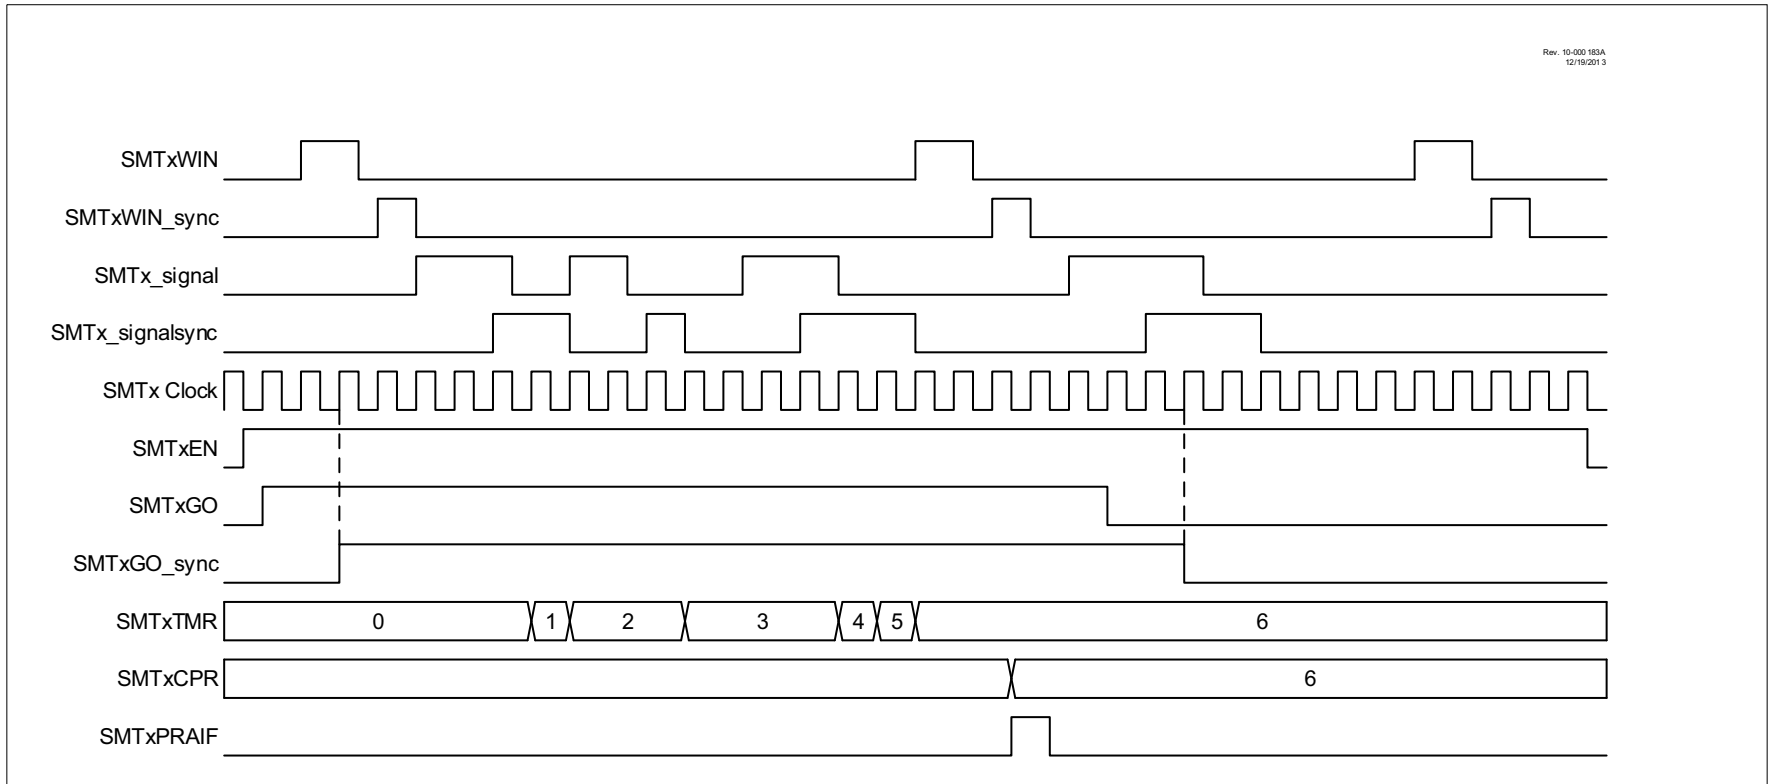 Rev. 10-000 183A
12/19/201 3
SMTxWIN
SMTxWIN_sync
SMTx_signal
SMTx_signalsync
SMTx Clock
SMTxEN
SMTxGO
SMTxGO_sync
SMTxTMR 0 1 2 3 4 5 6
SMTxCPR 6
SMTxPRAIF